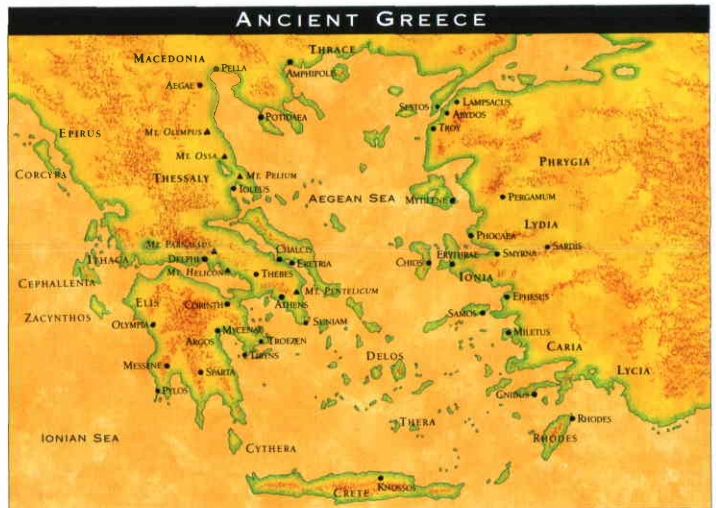 ANCIENT GREECE
THRACE
MACEDONIA
PELLA
AMPHIPOLIS
AEGAE
LAMPSACUS
SESTOS
ABYDOS
POTIDAEA
TROY
EPIRUS
MT. OLYMPUS
MT. OSSA
PHRYGIA
CORCYRA
THESSALY
MT. PELIUM
IOLEUS
AEGEAN SEA
MYTILENE
PERGAMUM
LYDIA
PHOCAEA
MT. PARNASSUS
CHALCIS
SARDIS
ITHACA
DELPHI
ERETRIA
CHIOS
ERYTHRAE
SMYRNA
MT. HELICON
THEBES
IONIA
CEPHALLENIA
MT. PENTELICUM
ELIS
CORINTH
ATHENS
EPHESUS
ZACYNTHOS
SAMOS
OLYMPIA
MYCENAE
SUNIAM
MILETUS
ARGOS
TROEZEN
CARIA
TIRYNS
DELOS
MESSENE
SPARTA
LYCIA
PYLOS
CNIDUS
THERA
RHODES
IONIAN SEA
RHODES
CYTHERA
CRETE
KNOSSOS